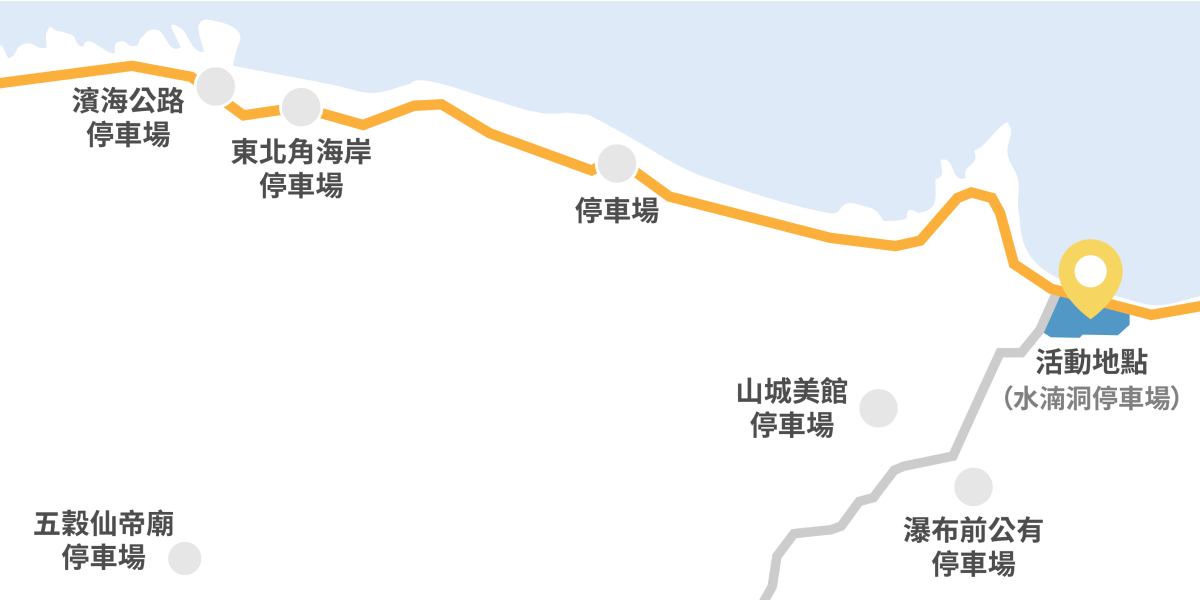 濱海公路
停車場
東北角海岸
停車場
停車場
活動地點
（水湳洞停車場）
山城美館
停車場
瀑布前公有
停車場
五穀仙帝廟
停車場